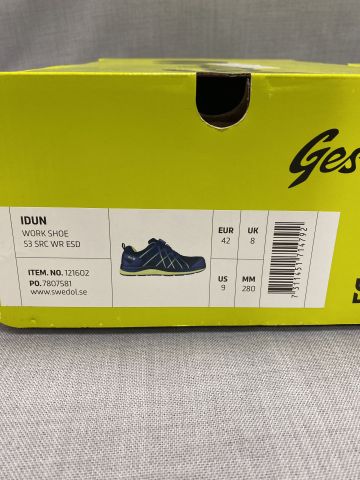 Ges
IDUN
WORK SHOE
S3 SRC WR ESD
ITEM. NO. 121602
PO. 7807581
www.swedol.se
EUR
42
UK
8
US
9
MM
280
7311451714792